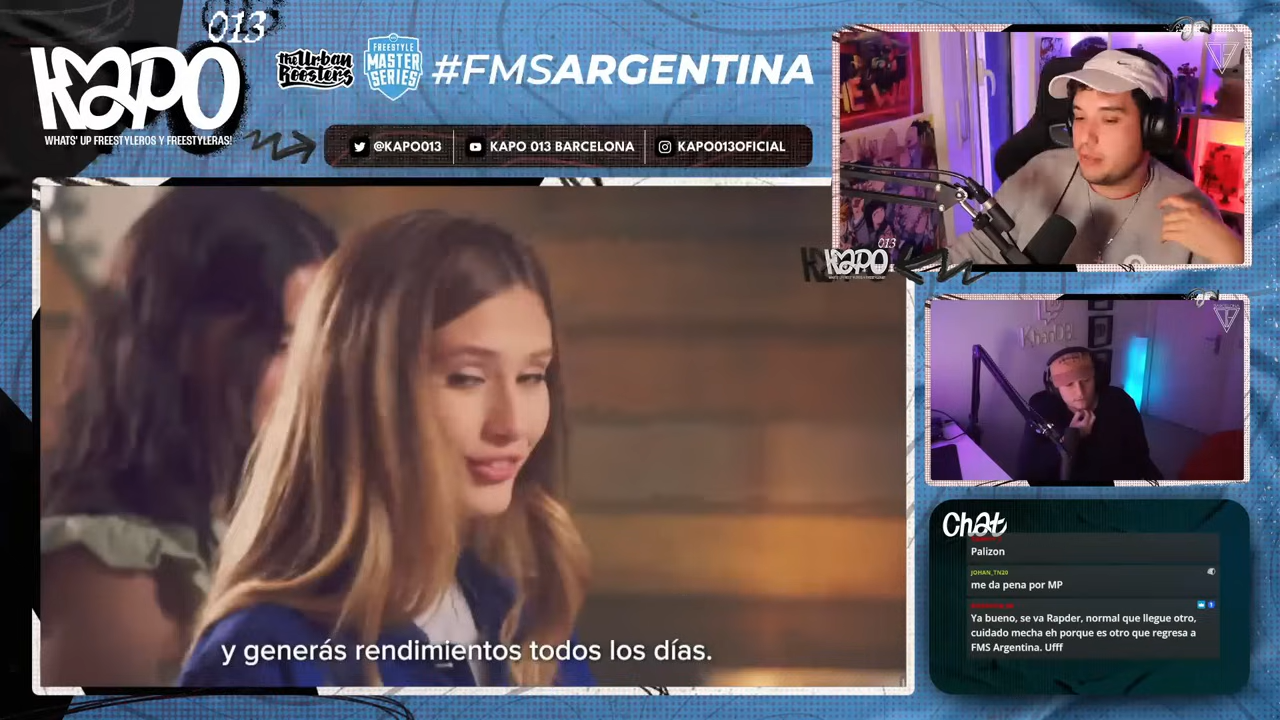 013
KAPO
WHATS' UP FREESTYLEROS Y FREESTYLERAS!
the Urban Roosters
FREESTYLE MASTER SERIES
#FMSARGENTINA
@KAPO013
KAPO 013 BARCELONA
KAPO013OFICIAL
013
KAPO
y generás rendimientos todos los días.
Chat
Palizon
JOHAN_TN20
me da pena por MP
Ya bueno, se va Rapder, normal que llegue otro,
cuidado mecha eh porque es otro que regresa a
FMS Argentina. Ufff